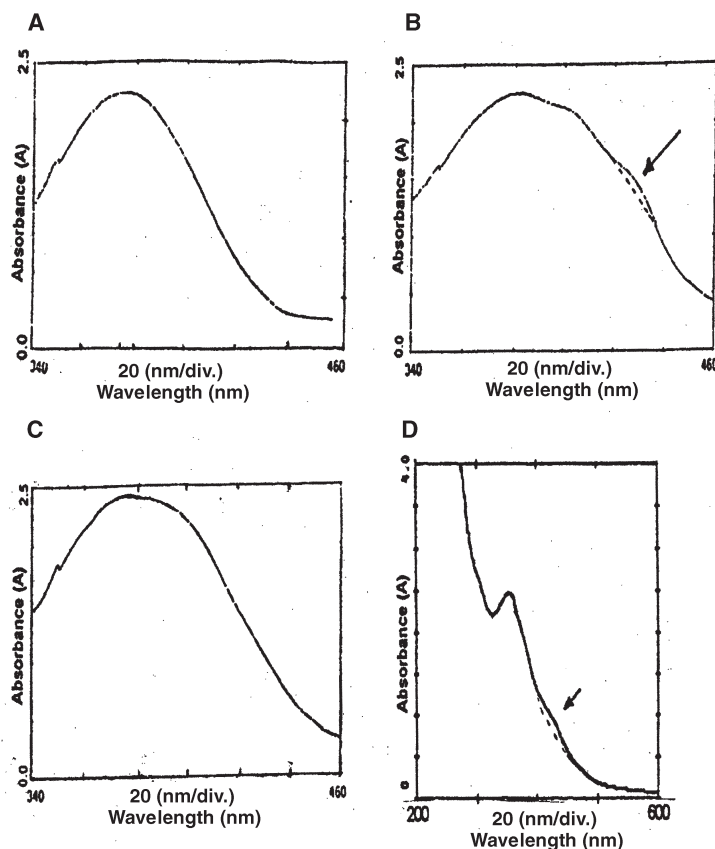 A
2.5
Absorbance (A)
0.0
340
20 (nm/div.)
460
Wavelength (nm)
B
2.5
Absorbance (A)
0.0
340
20 (nm/div.)
460
Wavelength (nm)
C
2.5
Absorbance (A)
0.0
340
20 (nm/div.)
460
Wavelength (nm)
D
4.0
Absorbance (A)
0
200
20 (nm/div.)
600
Wavelength (nm)